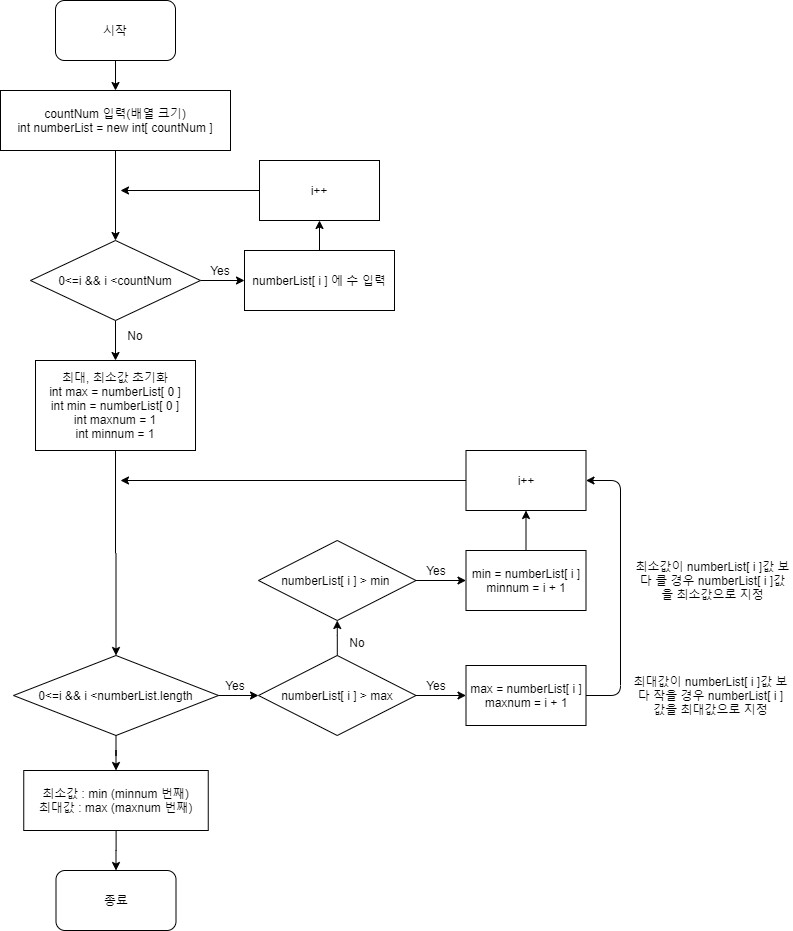 시작
countNum 입력(배열 크기)
int numberList = new int[ countNum ]
i++
0<=i && i <countNum
Yes
numberList[ i ] 에 수 입력
No
최대, 최소값 초기화
int max = numberList[ 0 ]
int min = numberList[ 0 ]
int maxnum = 1
int minnum = 1
i++
numberList[ i ] > min
Yes
min = numberList[ i ]
minnum = i + 1
최소값이 numberList[ i ]값 보
다 클 경우 numberList[ i ]값
을 최소값으로 지정
No
0<=i && i <numberList.length
Yes
numberList[ i ] > max
Yes
max = numberList[ i ]
maxnum = i + 1
최대값이 numberList[ i ]값 보
다 작을 경우 numberList[ i ]
값을 최대값으로 지정
최소값 : min (minnum 번째)
최대값 : max (maxnum 번째)
종료